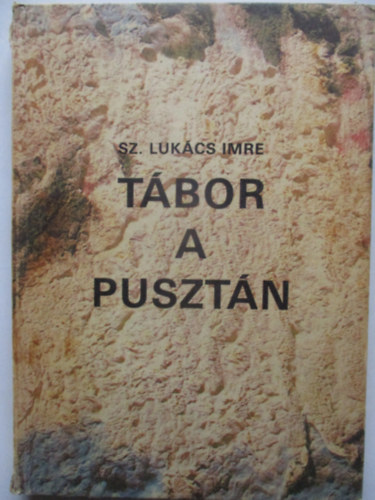 SZ. LUKÁCS IMRE
TÁBOR
A
PUSZTÁN